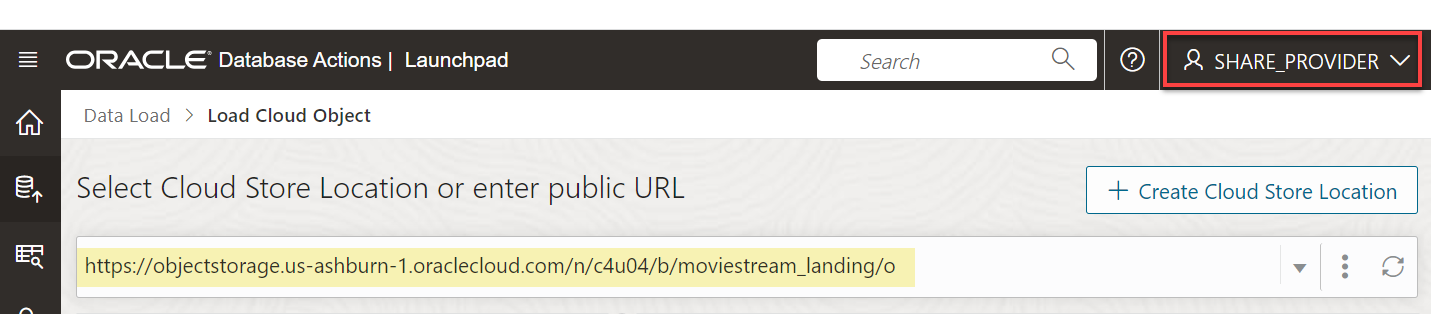 ORACLE Database Actions | Launchpad Search SHARE_PROVIDER
Data Load > Load Cloud Object
Select Cloud Store Location or enter public URL + Create Cloud Store Location
https://objectstorage.us-ashburn-1.oraclecloud.com/n/c4u04/b/moviestream_landing/o